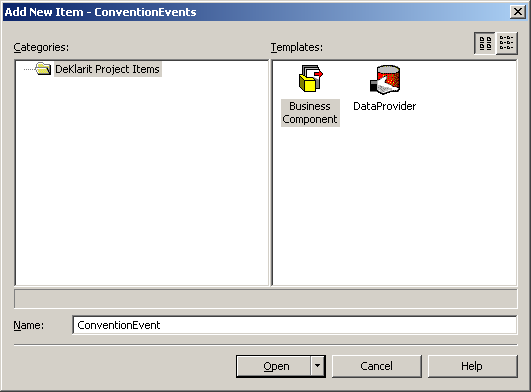 Add New Item - ConventionEvents
Categories:
Templates:
DeKlarit Project Items
Business
Component
DataProvider
Name:
ConventionEvent
Open
Cancel
Help